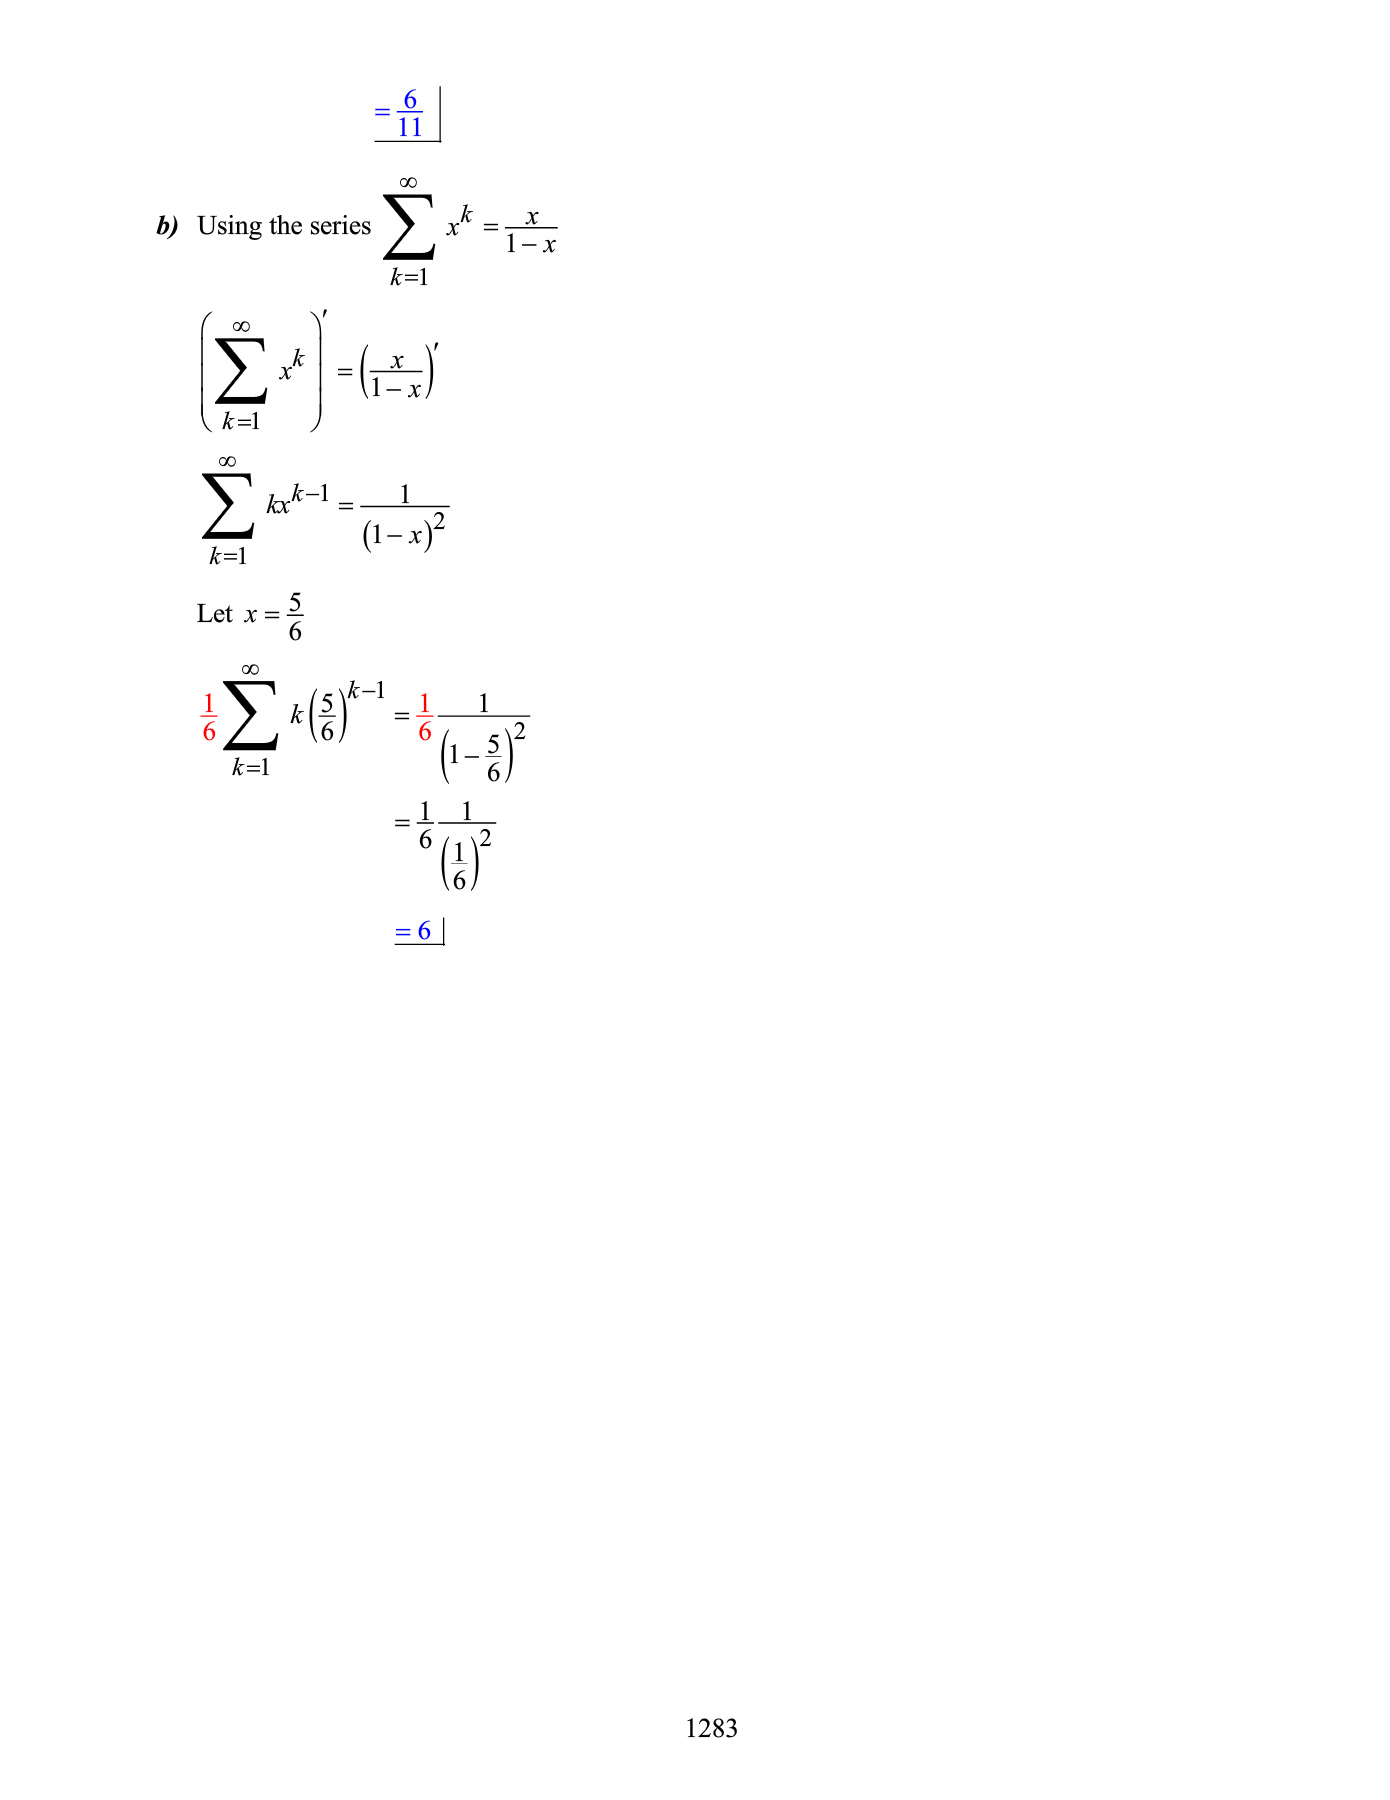 = 6/11
b) Using the series ∑_{k=1}^{∞} x^k = x/(1 − x)
(∑_{k=1}^{∞} x^k)′ = (x/(1 − x))′
∑_{k=1}^{∞} kx^{k−1} = 1/(1 − x)^2
Let x = 5/6
1/6 ∑_{k=1}^{∞} k(5/6)^{k−1} = 1/6 1/(1 − 5/6)^2
= 1/6 1/(1/6)^2
= 6
1283